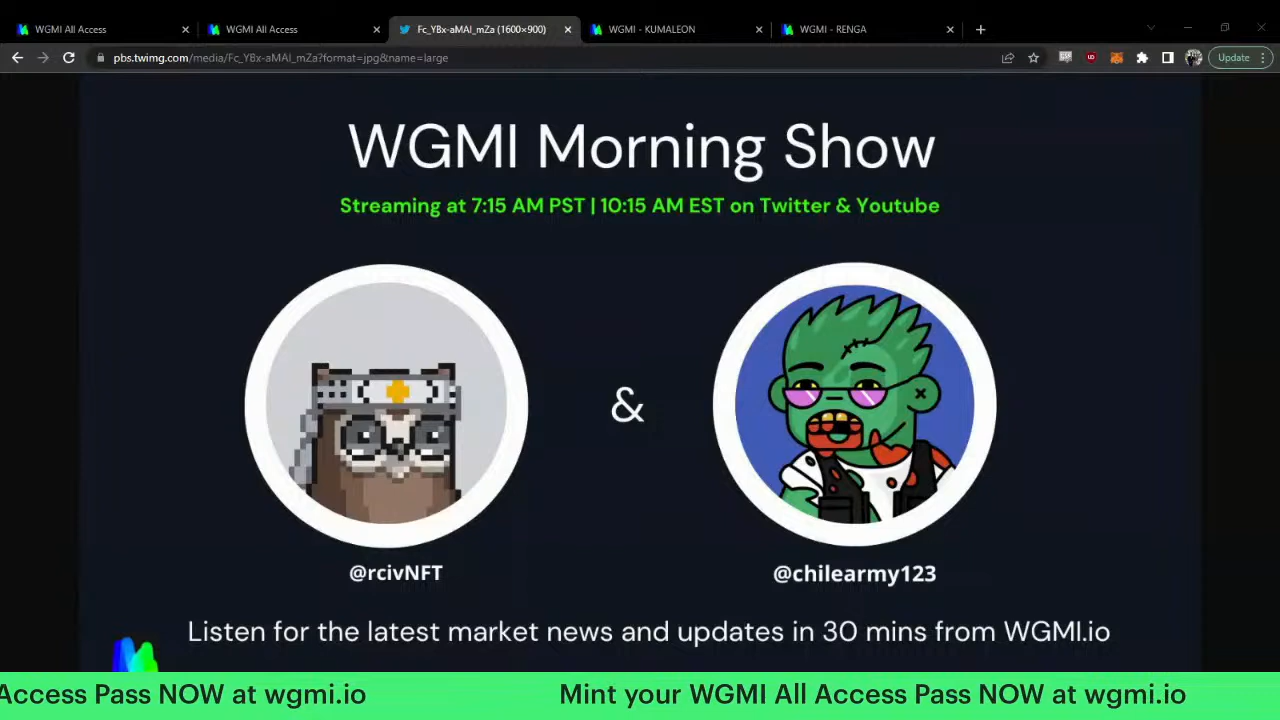 WGMI All Access
WGMI All Access
Fc_YBx-aMAI_mZa (1600×900)
WGMI - KUMALEON
WGMI - RENGA
pbs.twimg.com/media/Fc_YBx-aMAI_mZa?format=jpg&name=large
Update
WGMI Morning Show
Streaming at 7:15 AM PST | 10:15 AM EST on Twitter & Youtube
&
@rcivNFT
@chilearmy123
Listen for the latest market news and updates in 30 mins from WGMI.io
Access Pass NOW at wgmi.io
Mint your WGMI All Access Pass NOW at wgmi.io